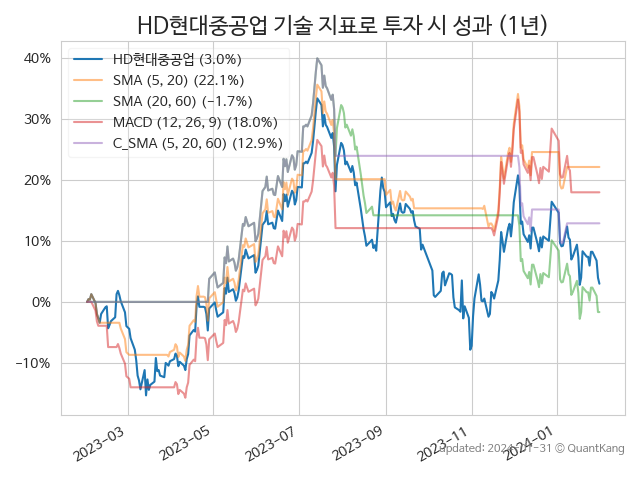 HD현대중공업 기술 지표로 투자 시 성과 (1년)
HD현대중공업 (3.0%)
SMA (5, 20) (22.1%)
SMA (20, 60) (-1.7%)
MACD (12, 26, 9) (18.0%)
C_SMA (5, 20, 60) (12.9%)
40%
30%
20%
10%
0%
-10%
2023-03
2023-05
2023-07
2023-09
2023-11
2024-01
updated: 2024-01-31 © QuantKang